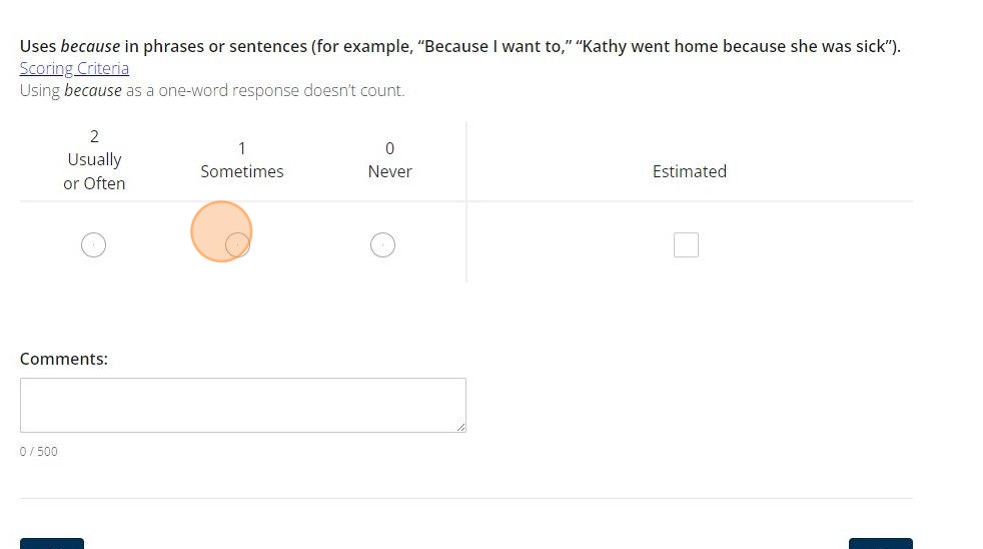 Uses because in phrases or sentences (for example, “Because I want to,” “Kathy went home because she was sick”).
Scoring Criteria
Using because as a one-word response doesn’t count.
2
Usually
or Often
1
Sometimes
0
Never
Estimated
Comments:
0 / 500